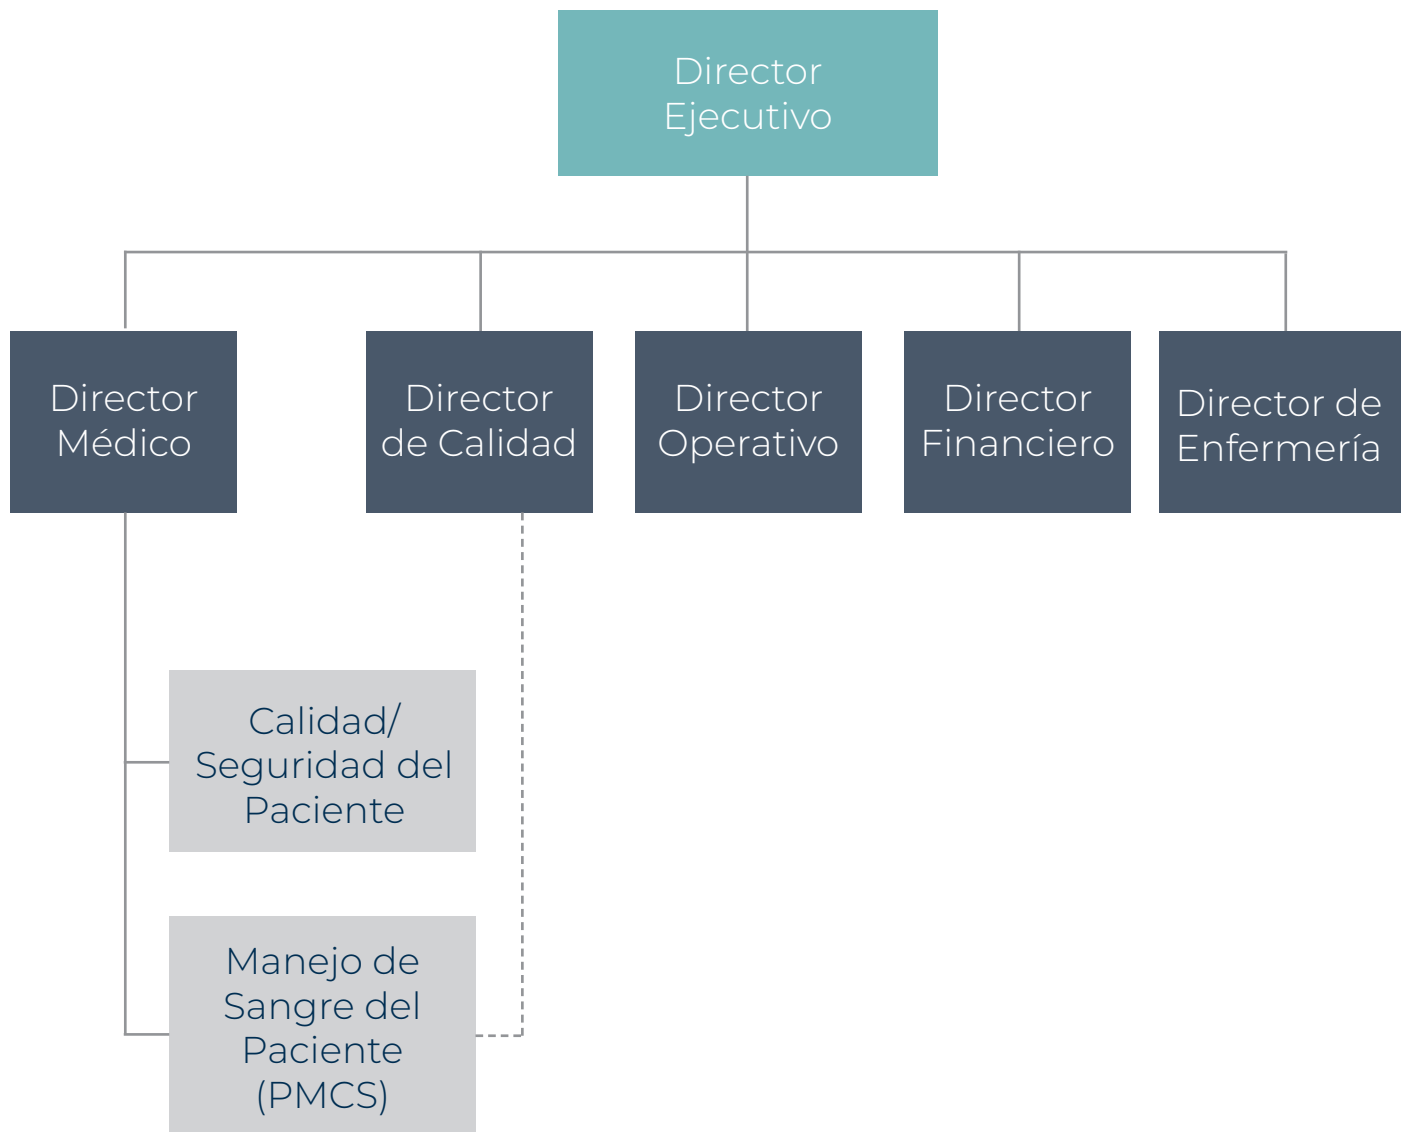 Director
Ejecutivo
Director
Médico
Director
de Calidad
Director
Operativo
Director
Financiero
Director de
Enfermería
Calidad/
Seguridad del
Paciente
Manejo de
Sangre del
Paciente
(PMCS)